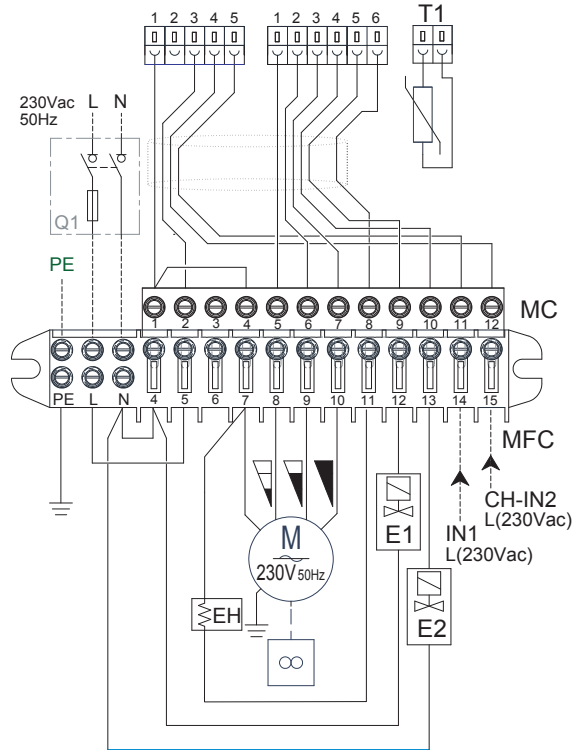 1 2 3 4 5
1 2 3 4 5 6
T1
230Vac L N
50Hz
Q1
PE
1 2 3 4 5 6 7 8 9 10 11 12
MC
PE L N 4 5 6 7 8 9 10 11 12 13 14 15
MFC
CH-IN2
L(230Vac)
IN1
L(230Vac)
E1
M
230V 50Hz
EH
E2